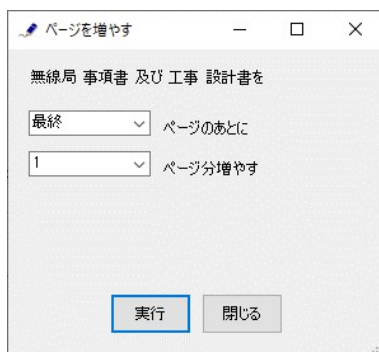 ページを増やす
無線局 事項書 及び 工事 設計書を
最終 ページのあとに
1 ページ分増やす
実行 閉じる